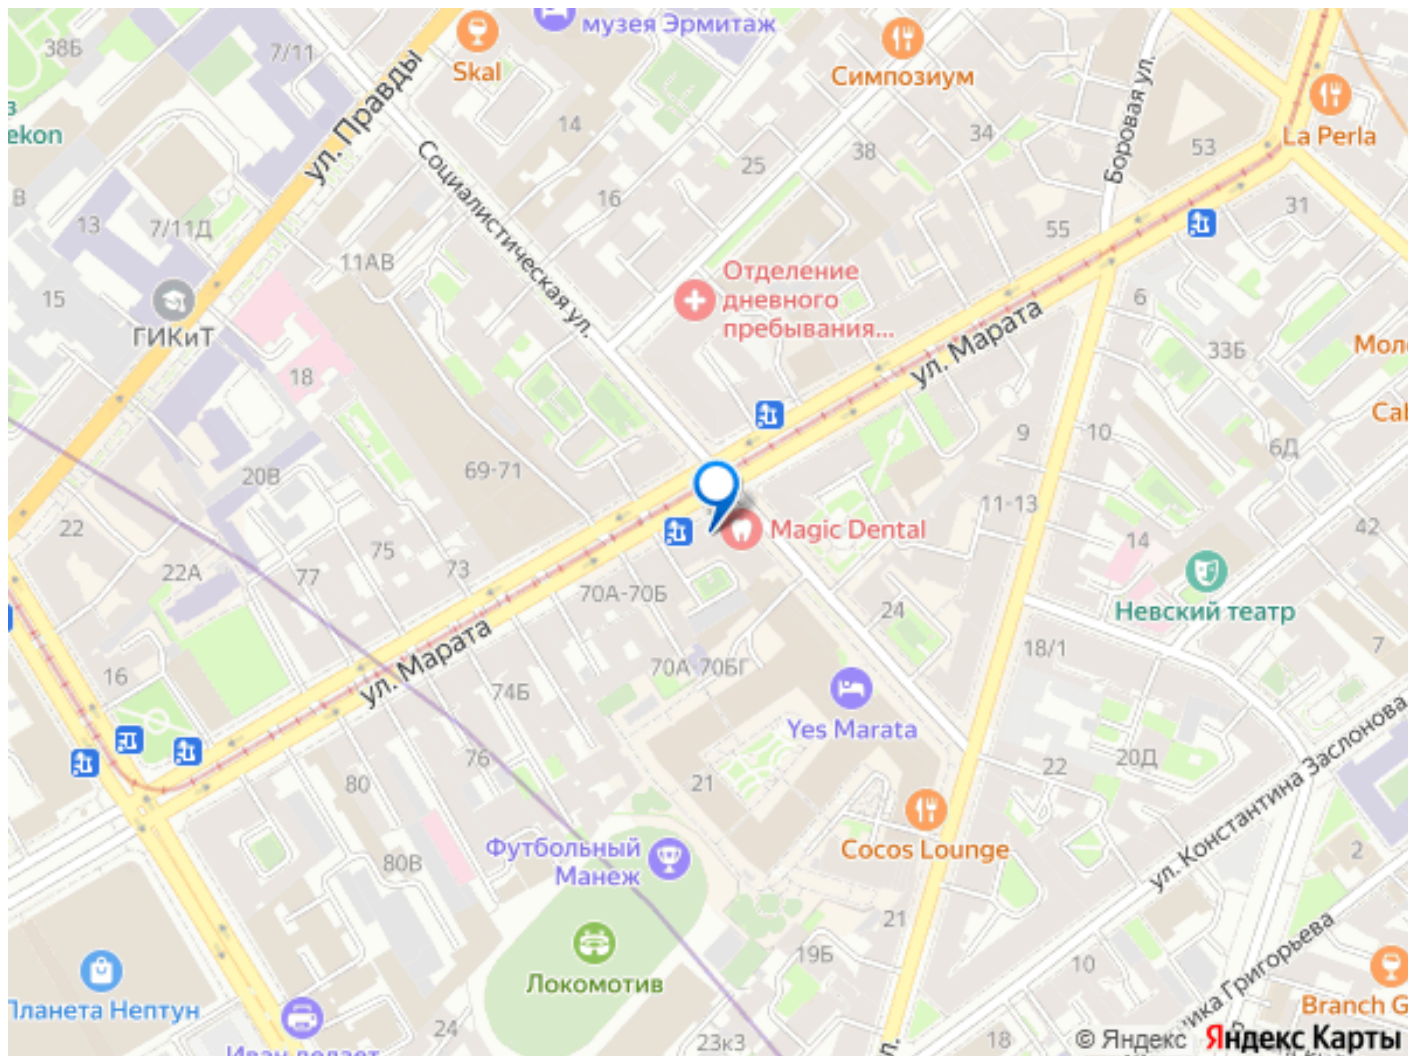 38Б
7/11
Skal
музея Эрмитаж
Симпозиум
La Perla
ekon
ул. Правды
14
25
38
34
Боровая ул.
53
В
13
7/11Д
Социалистическая ул.
16
31
55
11АВ
15
ГИКиТ
Отделение
дневного
пребывания...
6
ул. Марата
33Б
18
9
10
6Д
20В
69-71
11-13
22
75
Magic Dental
42
14
22А
77
73
70А-70Б
24
Невский театр
ул. Марата
16
70А-70БГ
18/1
7
74Б
Yes Marata
76
80
21
22
20Д
ул. Константина Заслонова
Футбольный
Манеж
80В
Cocos Lounge
2
21
19Б
10
Локомотив
Планета Нептун
24
23к3
18
Branch G
Иван делает
© Яндекс
Яндекс Карты